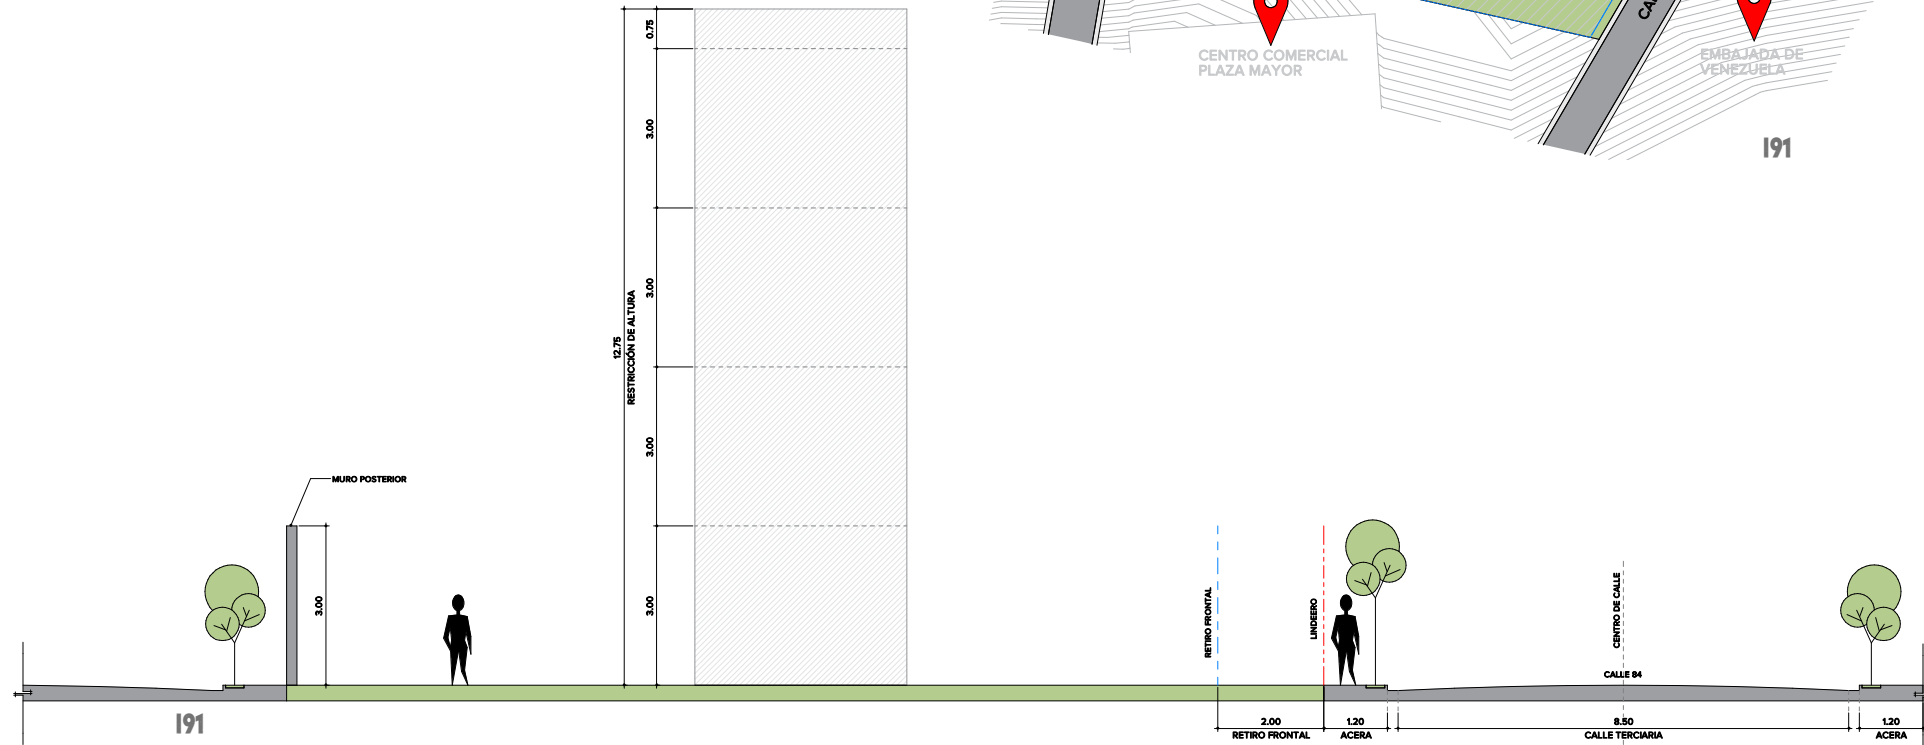 CENTRO COMERCIAL
PLAZA MAYOR
EMBAJADA DE
VENEZUELA
CA
191
0.75
3.00
3.00
3.00
3.00
12.75
RESTRICCIÓN DE ALTURA
MURO POSTERIOR
3.00
RETIRO FRONTAL
LINDEERO
CENTRO DE CALLE
CALLE 84
191
2.00
RETIRO FRONTAL
1.20
ACERA
8.50
CALLE TERCIARIA
1.20
ACERA